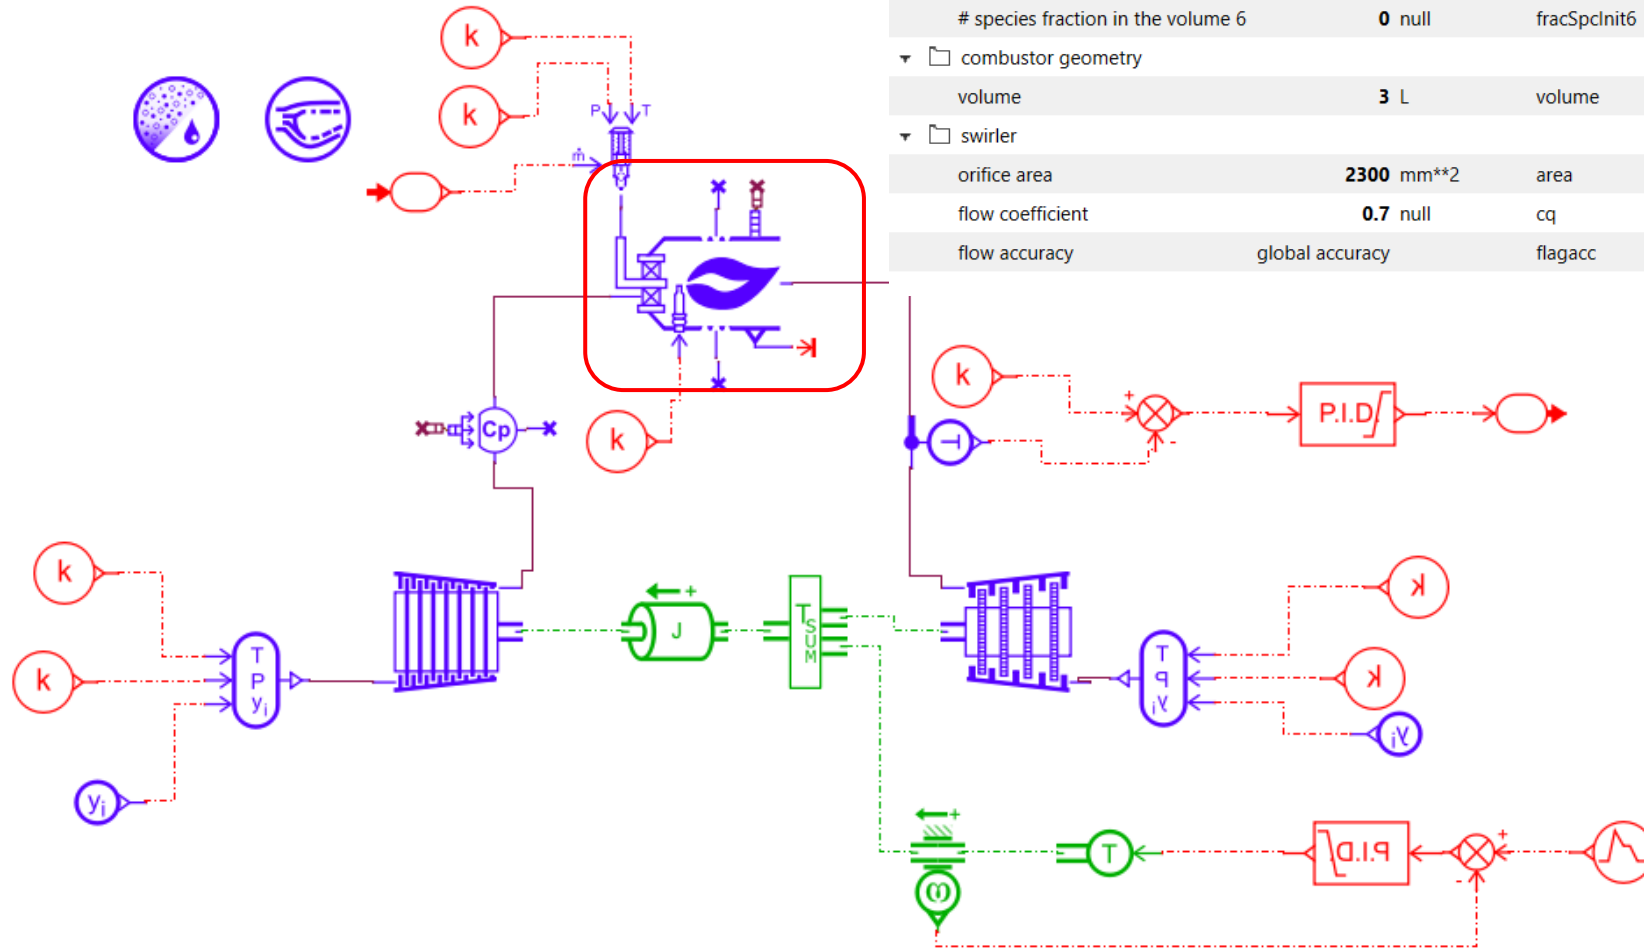 # species fraction in the volume 6 0 null fracSpcInit6
combustor geometry
volume 3 L volume
swirler
orifice area 2300 mm**2 area
flow coefficient 0.7 null cq
flow accuracy global accuracy flagacc
k
k
P T
ṁ
k
+
P.I.D.
-
Cp
k
T
k
+
J
T
SUM
k
T
P
yi
k
yi
k
T
P
yi
k
yi
+
ω
T
P.I.D.
+
-